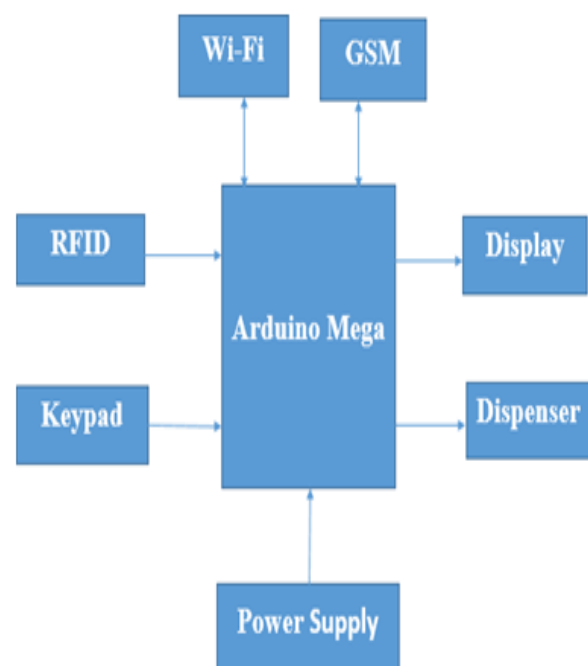 Wi-Fi
GSM
RFID
Display
Arduino Mega
Keypad
Dispenser
Power Supply